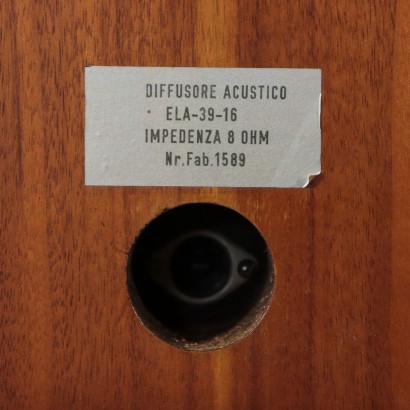 DIFFUSORE ACUSTICO
ELA-39-16
IMPEDENZA 8 OHM
Nr.Fab.1589